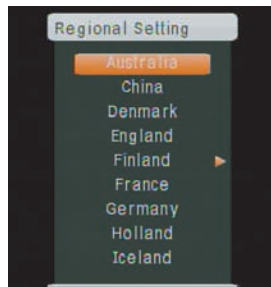 Regional Setting
Australia
China
Denmark
England
Finland
France
Germany
Holland
Iceland